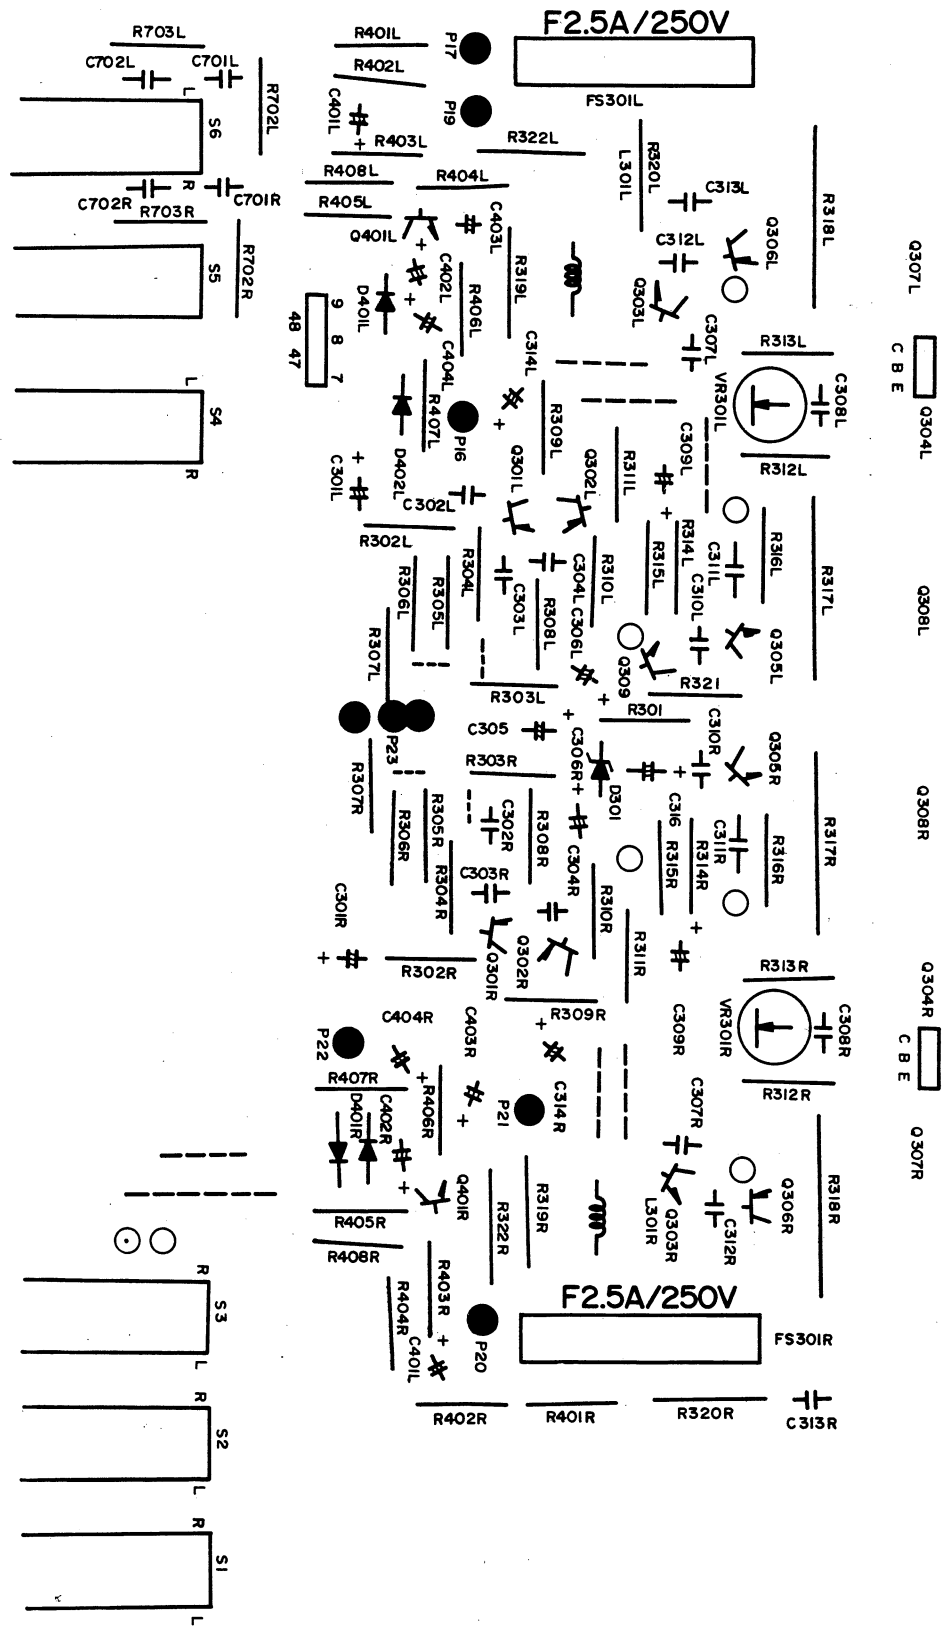 F2.5A/250V
R703L
R401L
P17
C702L
C701L
R402L
L
S6
R702L
C401L
P19
FS301L
R403L
+
R322L
R320L
L301L
R408L
R404L
C313L
R
C702R
C701R
R703R
R405L
C403L
R318L
Q401L
+
C312L
Q306L
Q307L
S5
R702R
D401L
C402L
R406L
R319L
Q303L
+
9
8
7
48
47
C307L
R313L
C B E
C404L
C314L
VR301L
C308L
L
S4
R
R407L
P16
+
R309L
C309L
Q304L
R312L
+
C301L
D402L
Q301L
Q302L
R311L
C302L
+
R302L
R304L
R314L
R315L
C311L
R316L
R317L
R306L
R305L
C303L
R308L
C304L
R310L
C310L
Q308L
C306L
R307L
Q309
Q305L
R303L
+
R321
R301
+
C305
P23
C306R
C310R
Q305R
R303R
+
D301
+
R307R
R306R
R305R
C302R
R308R
C316
C311R
R316R
R317R
Q308R
R304R
C303R
C304R
R315R
R314R
C301R
R310R
+
+
R302R
Q301R
Q302R
R311R
R313R
Q304R
R309R
C404R
C403R
+
C309R
VR301R
C308R
P22
C B E
R407R
+
R406R
+
P21
C314R
R312R
D401R
C402R
C307R
Q307R
+
Q401R
R405R
R322R
R319R
L301R
Q303R
C312R
Q306R
R318R
R408R
R403R
R404R
F2.5A/250V
R
S3
L
+
C401L
P20
FS301R
R
R402R
R401R
R320R
C313R
S2
L
R
S1
L